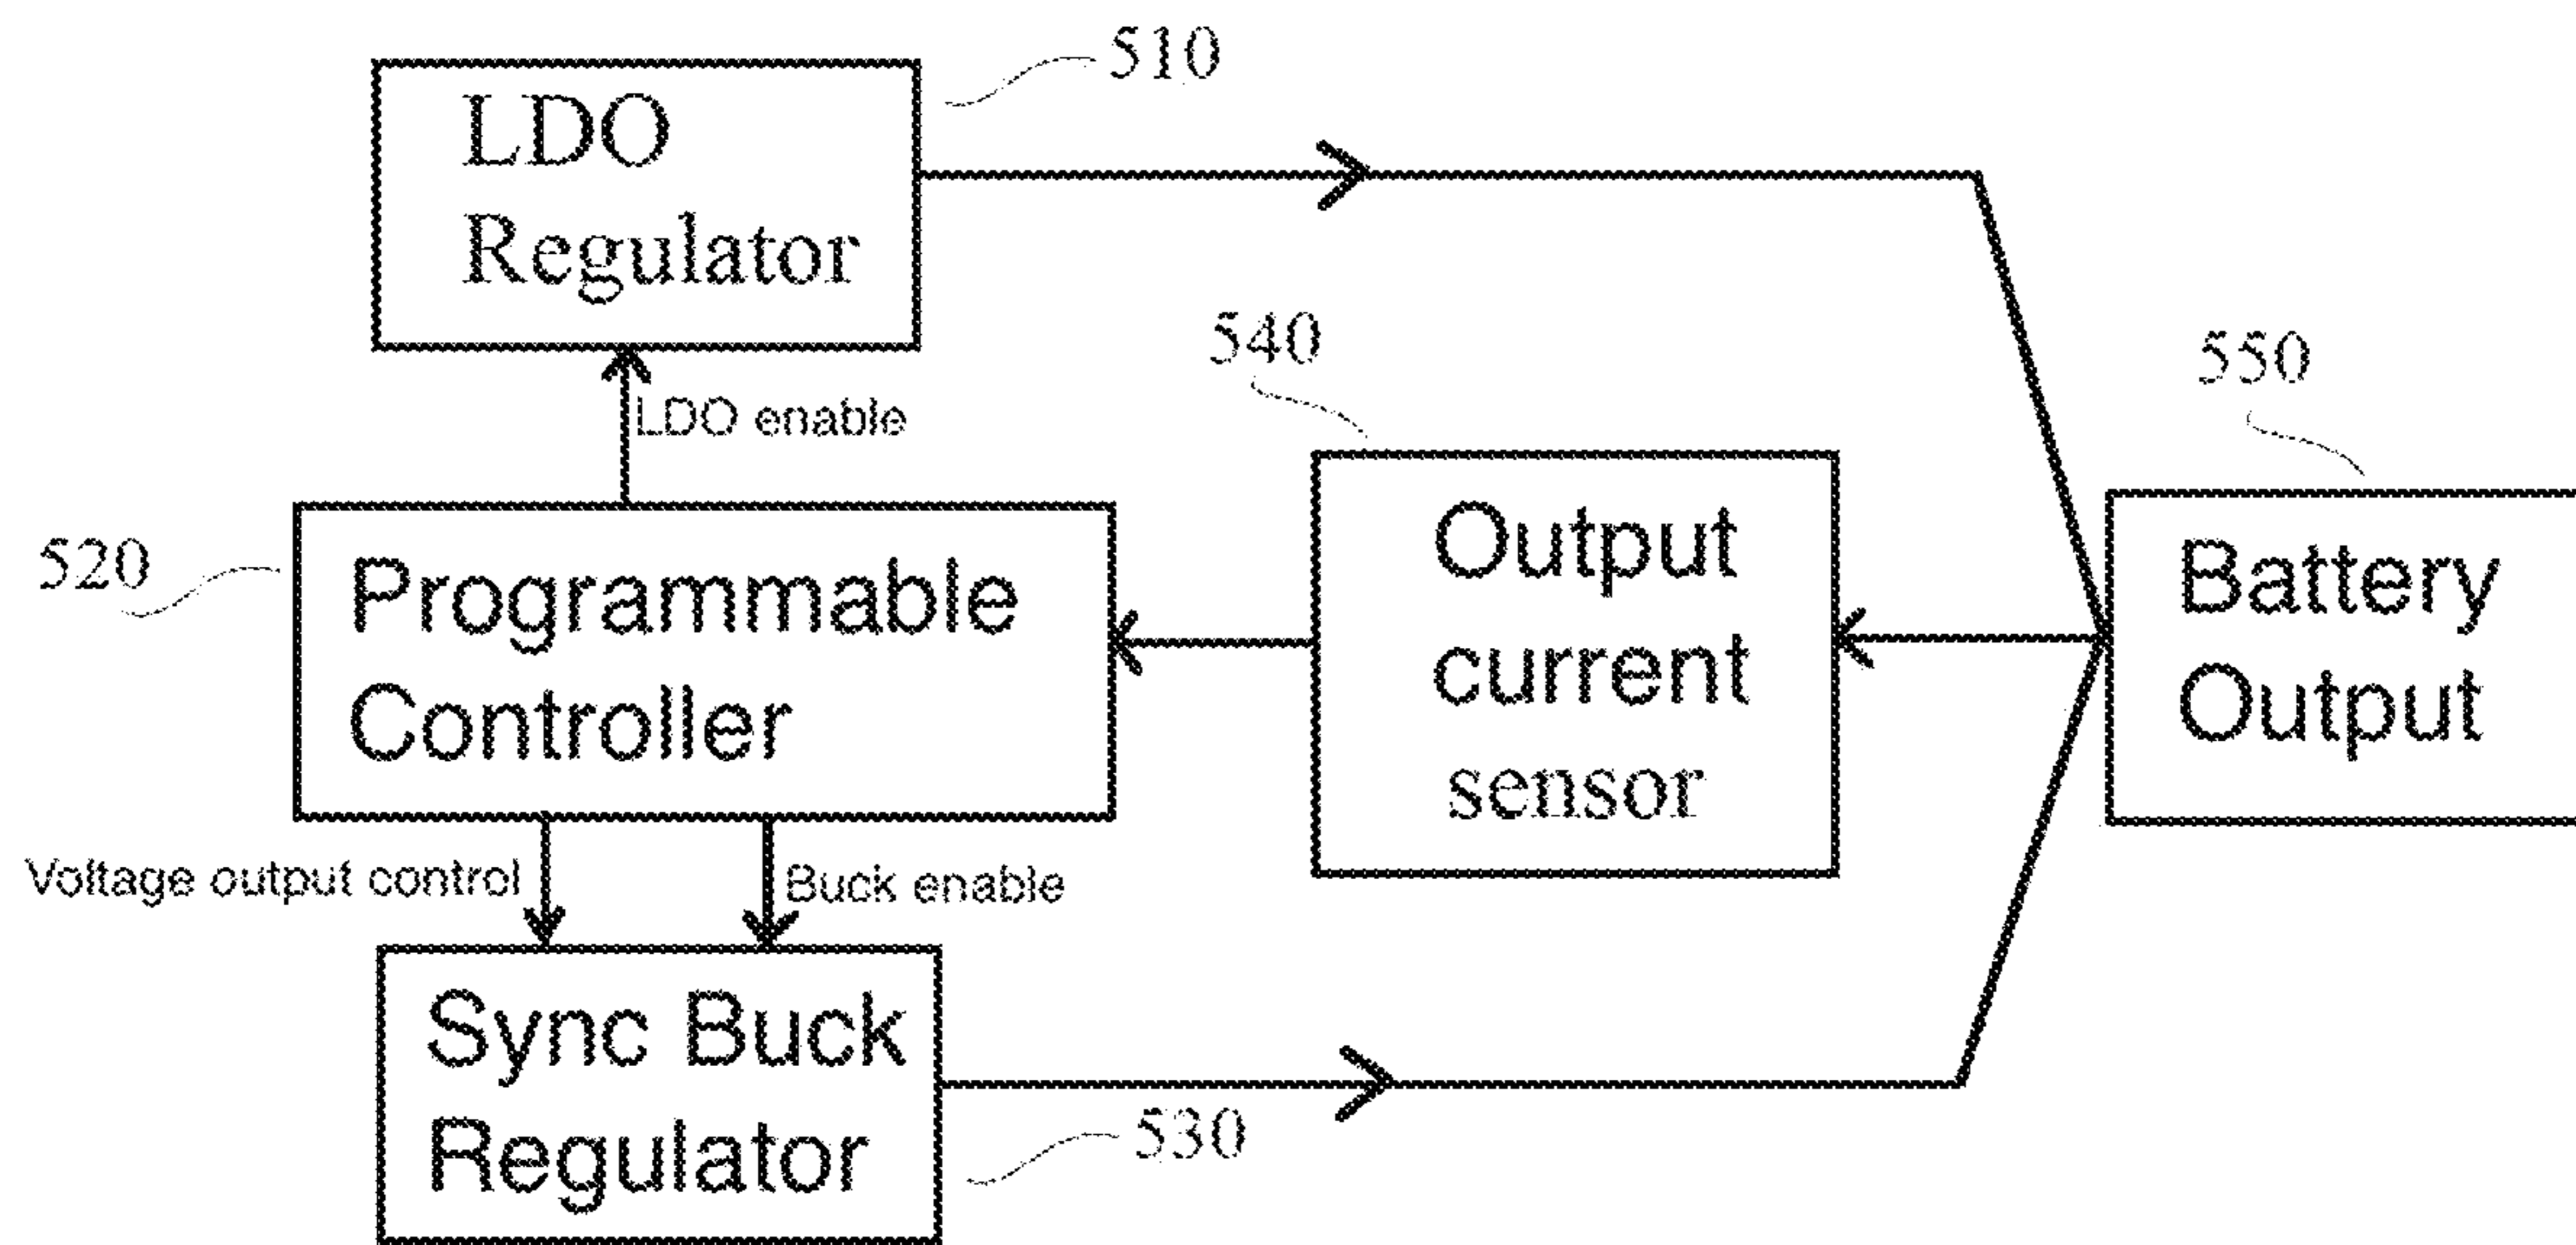 510
LDO
Regulator
540
550
LDO enable
520
Programmable
Controller
Output
current
sensor
Battery
Output
Voltage output control
Buck enable
Sync Buck
Regulator
530